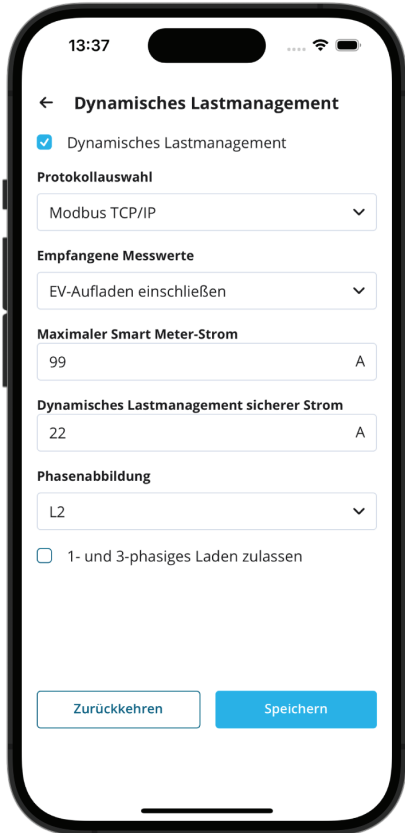 13:37
Dynamisches Lastmanagement
Dynamisches Lastmanagement
Protokollauswahl
Modbus TCP/IP
Empfangene Messwerte
EV-Aufladen einschließen
Maximaler Smart Meter-Strom
99 A
Dynamisches Lastmanagement sicherer Strom
22 A
Phasenabbildung
L2
1- und 3-phasiges Laden zulassen
Zurückkehren Speichern